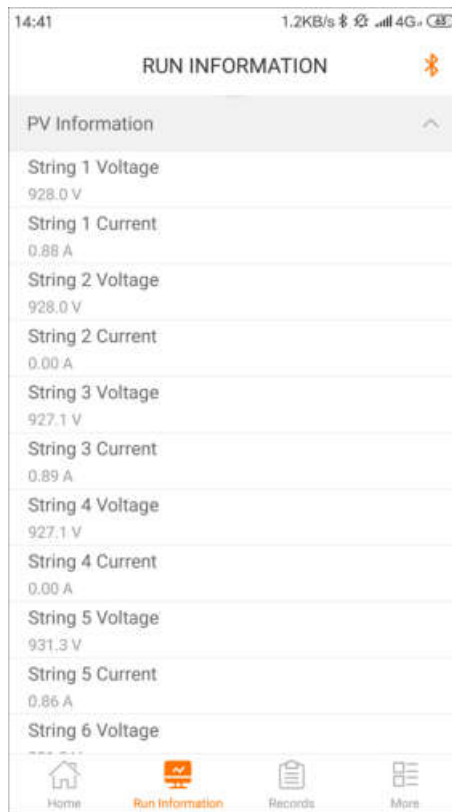 14:41
1.2KB/s 4G 63
RUN INFORMATION
PV Information
String 1 Voltage
928.0 V
String 1 Current
0.88 A
String 2 Voltage
928.0 V
String 2 Current
0.00 A
String 3 Voltage
927.1 V
String 3 Current
0.89 A
String 4 Voltage
927.1 V
String 4 Current
0.00 A
String 5 Voltage
931.3 V
String 5 Current
0.86 A
String 6 Voltage
Home Run Information Records More